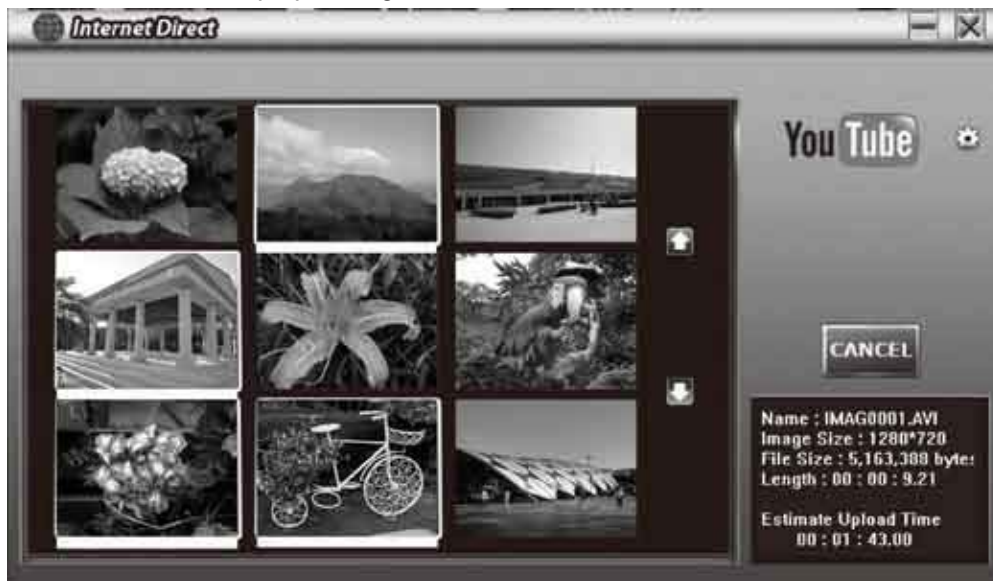 Internet Direct
You Tube
CANCEL
Name : IMAG0001.AVI
Image Size : 1280*720
File Size : 5,163,388 bytes
Length : 00 : 00 : 9.21
Estimate Upload Time
00 : 01 : 43.00